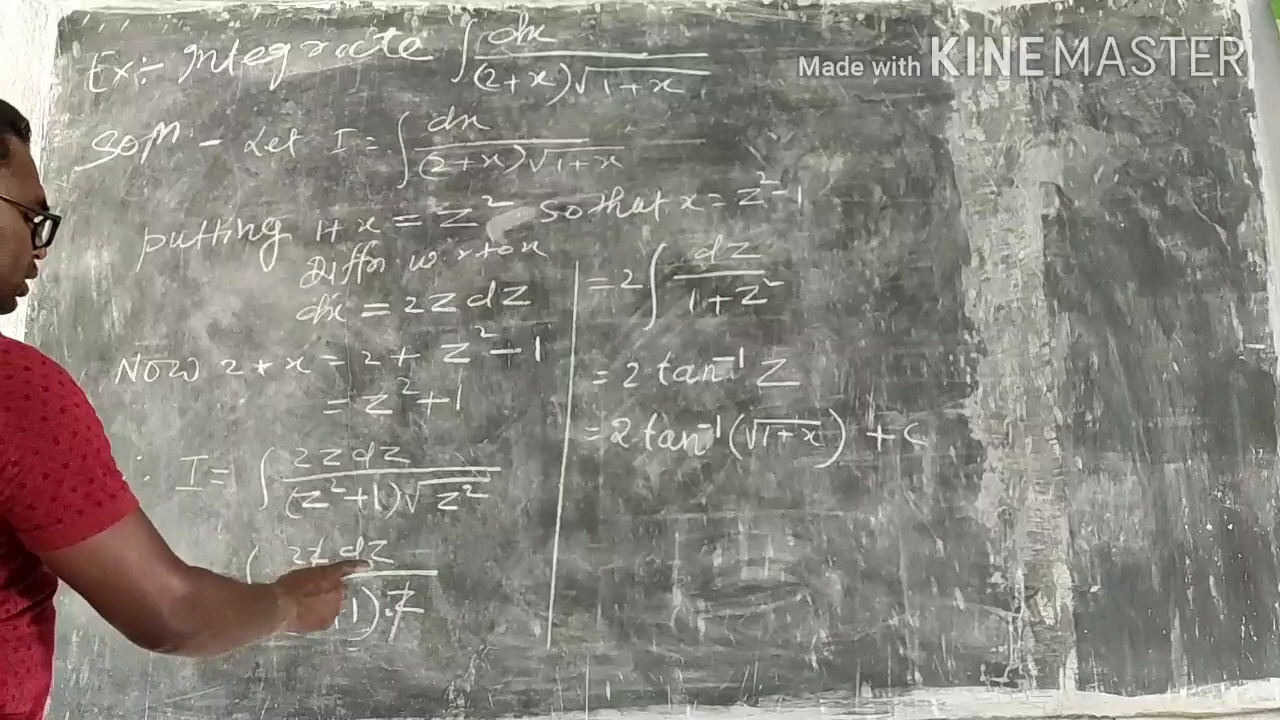 Ex:- Integrate ∫ dx / (2+x)√1+x
Made with KINEMASTER
Soln - Let I = ∫ dx / (2+x)√1+x
putting 1+x = z² so that x = z²-1
Diffn w r to x
dx = 2z dz
Now 2+x = 2+z²-1
= z²+1
∴ I = ∫ 2z dz / (z²+1)√z²
∫ 2z dz / 1).z
= 2∫ dz / 1+z²
= 2 tan⁻¹ z
= 2 tan⁻¹(√1+x) + c